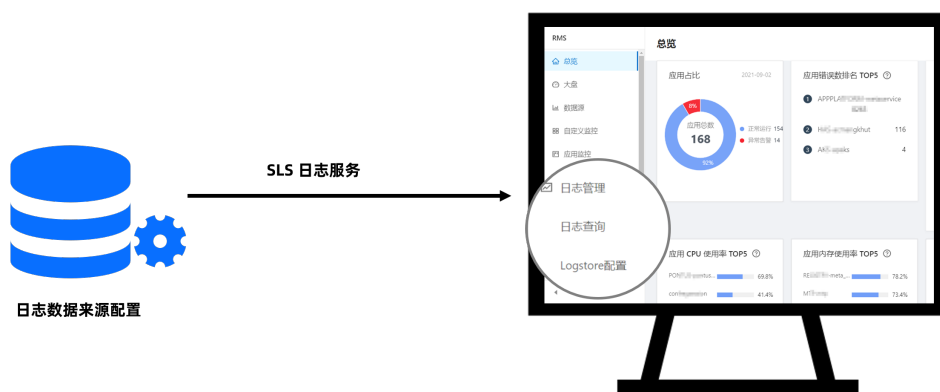 SLS 日志服务
日志数据来源配置
RMS
总览
大盘
数据源
自定义监控
应用监控
日志管理
日志查询
Logstore配置
总览
应用占比
2021-09-02
8%
应用总数
168
92%
正常运行 154
异常告警 14
应用错误数排名 TOP5
1
2
116
3
4
应用 CPU 使用率 TOP5
69.8%
41.4%
应用内存使用率 TOP5
78.2%
73.4%